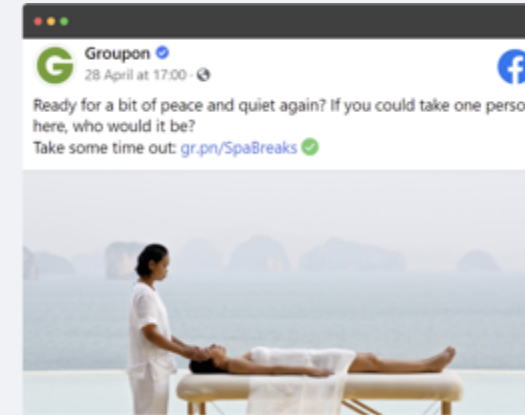 Groupon
28 April at 17:00 ·
Ready for a bit of peace and quiet again? If you could take one perso
here, who would it be?
Take some time out: gr.pn/SpaBreaks